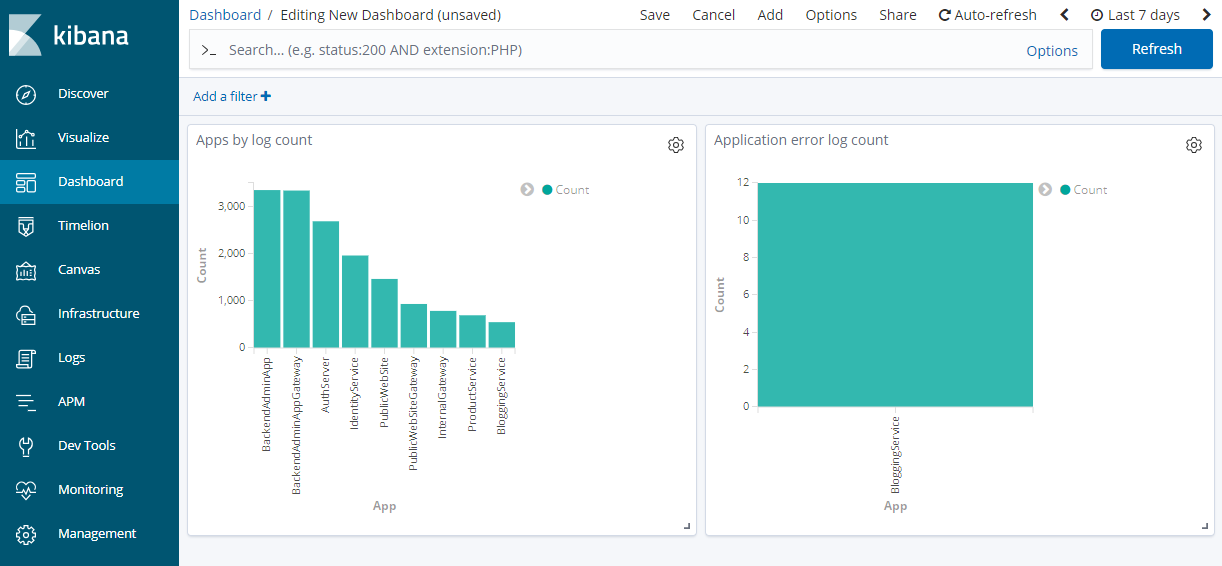 kibana
Discover
Visualize
Dashboard
Timelion
Canvas
Infrastructure
Logs
APM
Dev Tools
Monitoring
Management
Dashboard / Editing New Dashboard (unsaved)
Save Cancel Add Options Share Auto-refresh Last 7 days
>_ Search... (e.g. status:200 AND extension:PHP) Options Refresh
Add a filter +
Apps by log count
Count
3,000
2,000
1,000
0
Count
BackendAdminApp
BackendAdminAppGateway
AuthServer
IdentityService
PublicWebSite
PublicWebSiteGateway
InternalGateway
ProductService
BloggingService
App
Application error log count
Count
12
10
8
6
4
2
0
Count
BloggingService
App